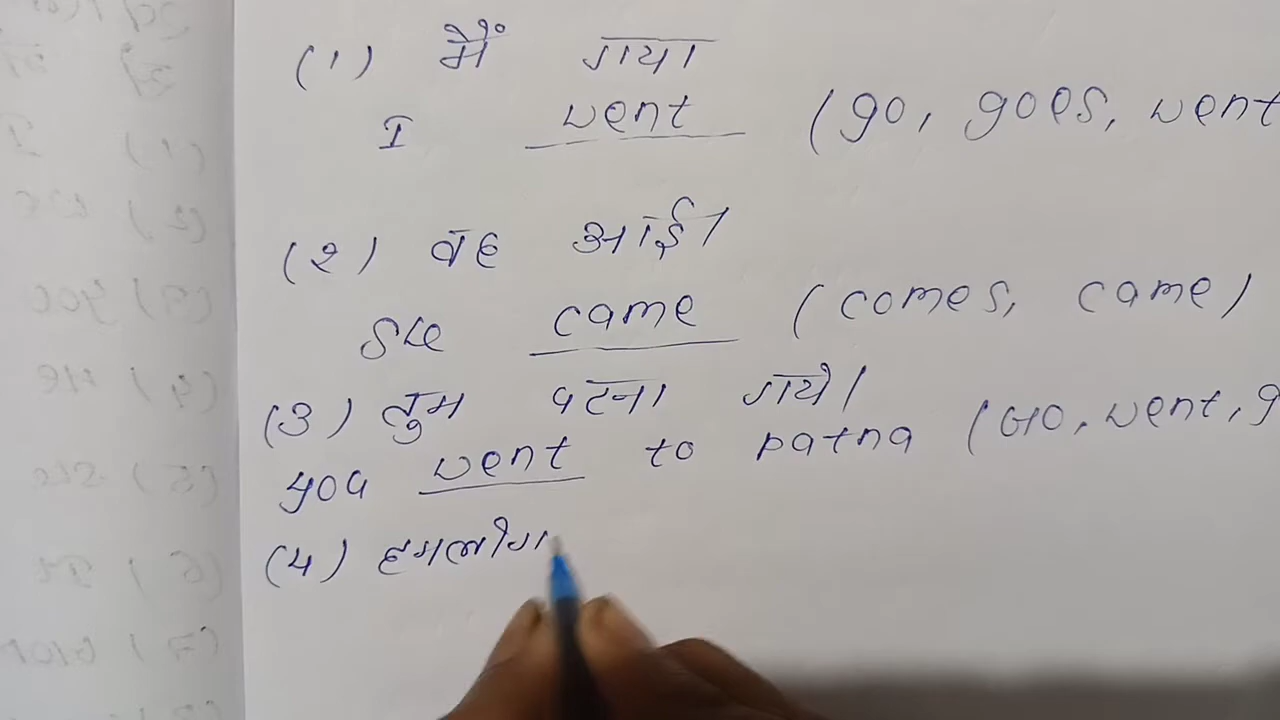 (1) मैं गया
I went (go, goes, went
(२) वह आई।
She came (comes, came)
(3) तुम पटना गये।
you went to patna (Go, went, g
(4) हमलोग